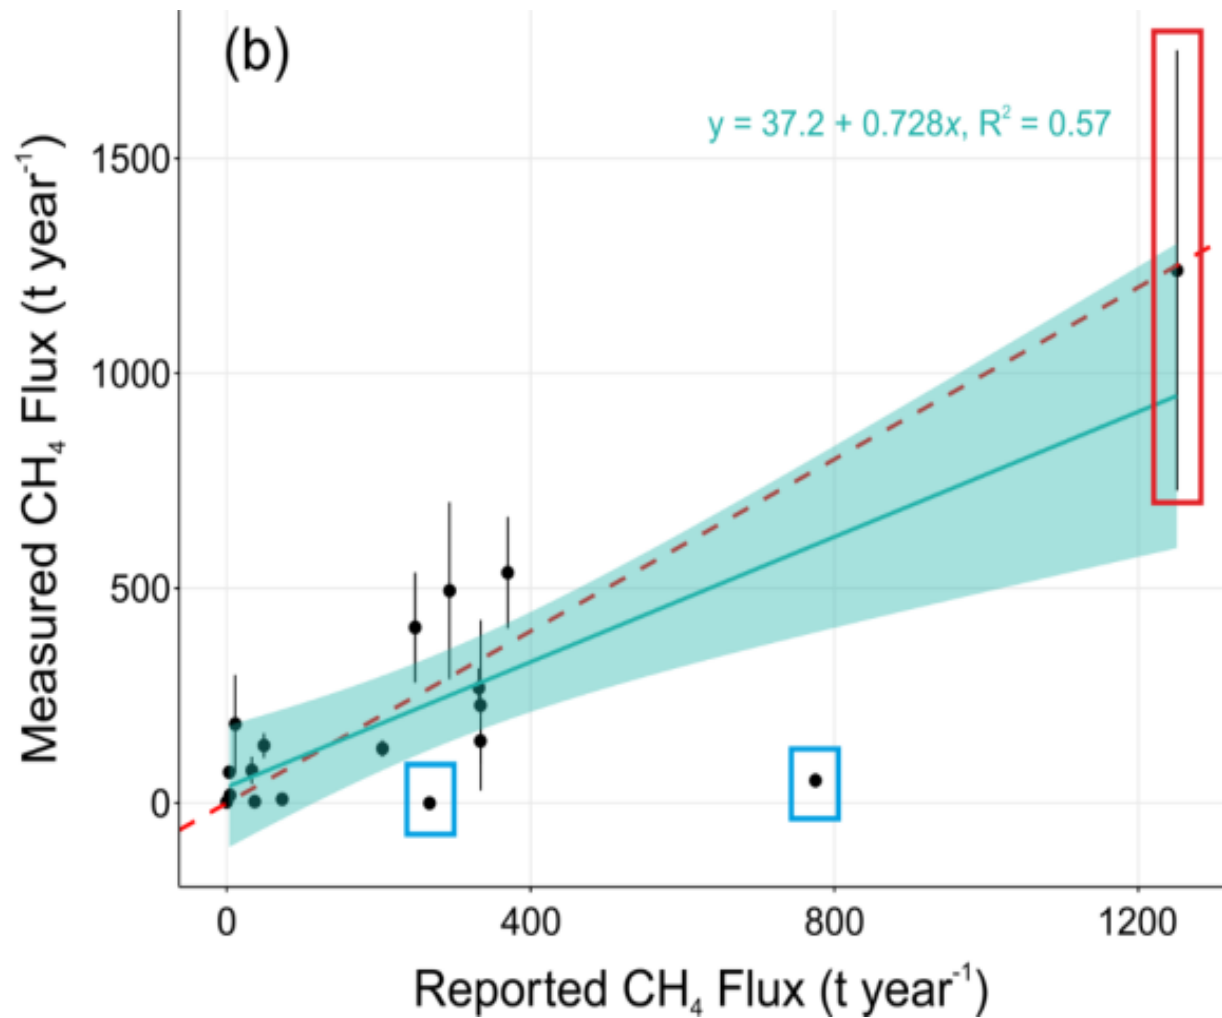 (b)
y = 37.2 + 0.728x, R² = 0.57
Measured CH₄ Flux (t year⁻¹)
1500
1000
500
0
0 400 800 1200
Reported CH₄ Flux (t year⁻¹)